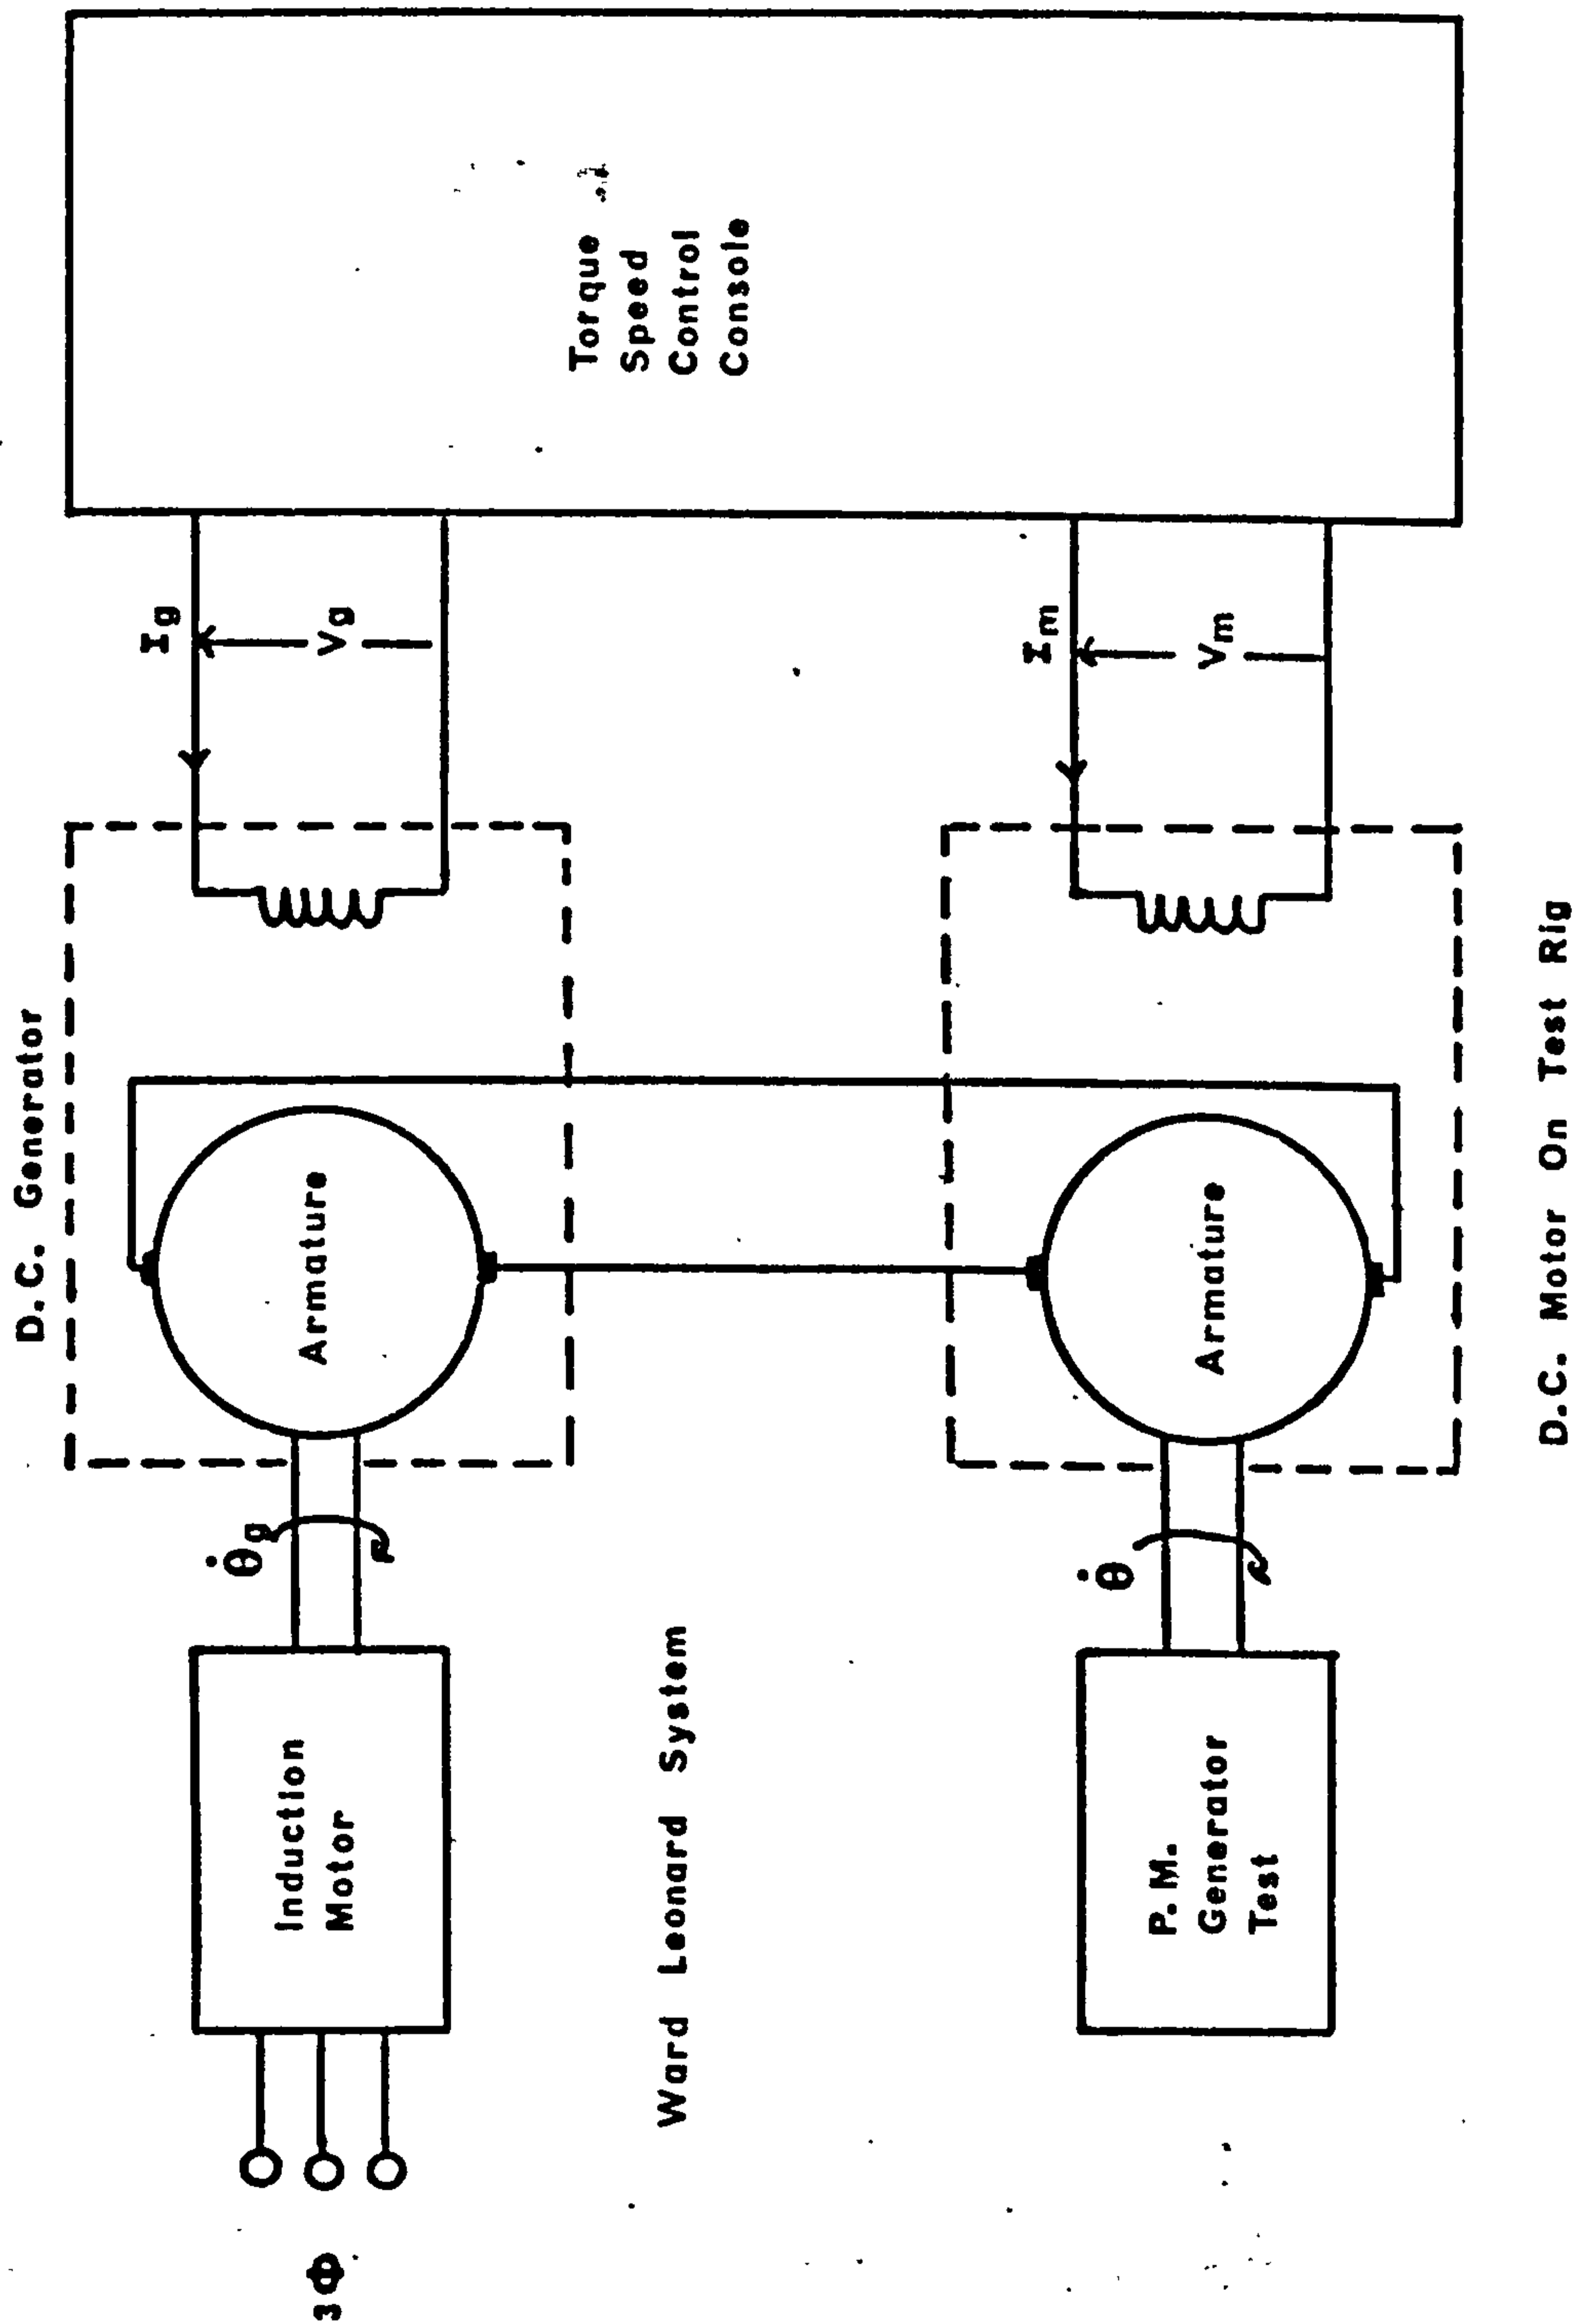 D.C. Generator
3Φ
Induction
Motor
θ̇g
Armature
Ig
Vg
Torque
Speed
Control
Console
Ward Leonard System
P.M.
Generator
Test
θ̇
Armature
Im
Vm
D.C. Motor On Test Rig